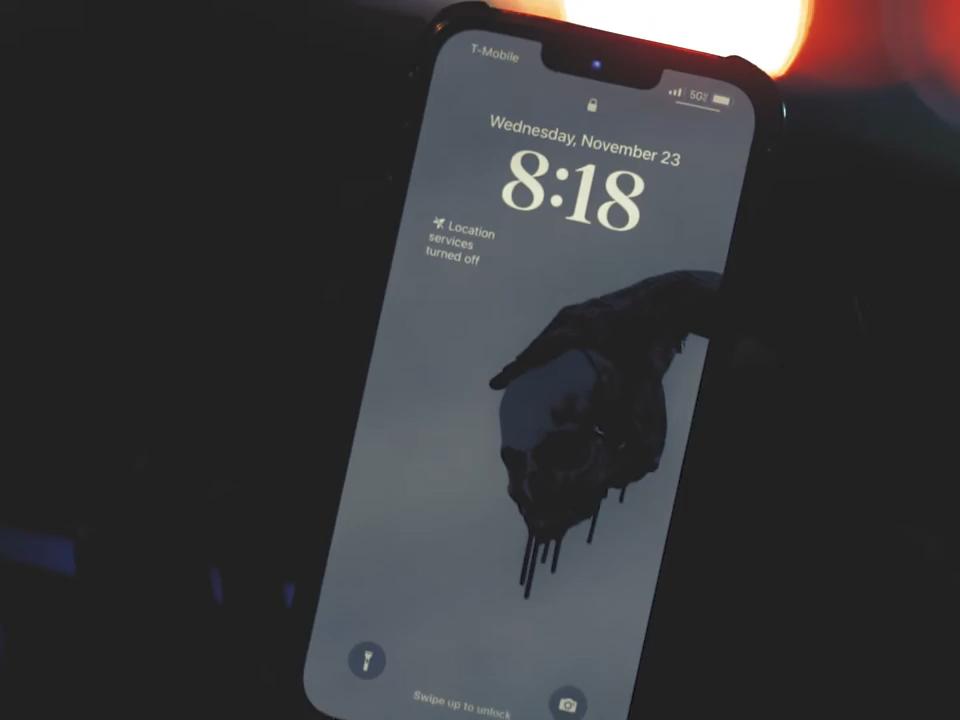 T-Mobile
5G
Wednesday, November 23
8:18
Location
services
turned off
Swipe up to unlock